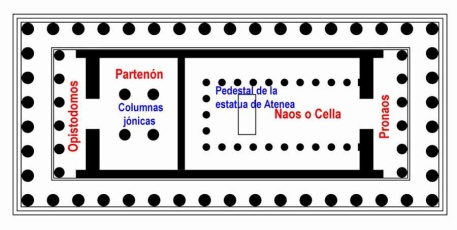 Opistodomos
Partenón
Columnas
jónicas
Pedestal de la
estatua de Atenea
Naos o Cella
Pronaos